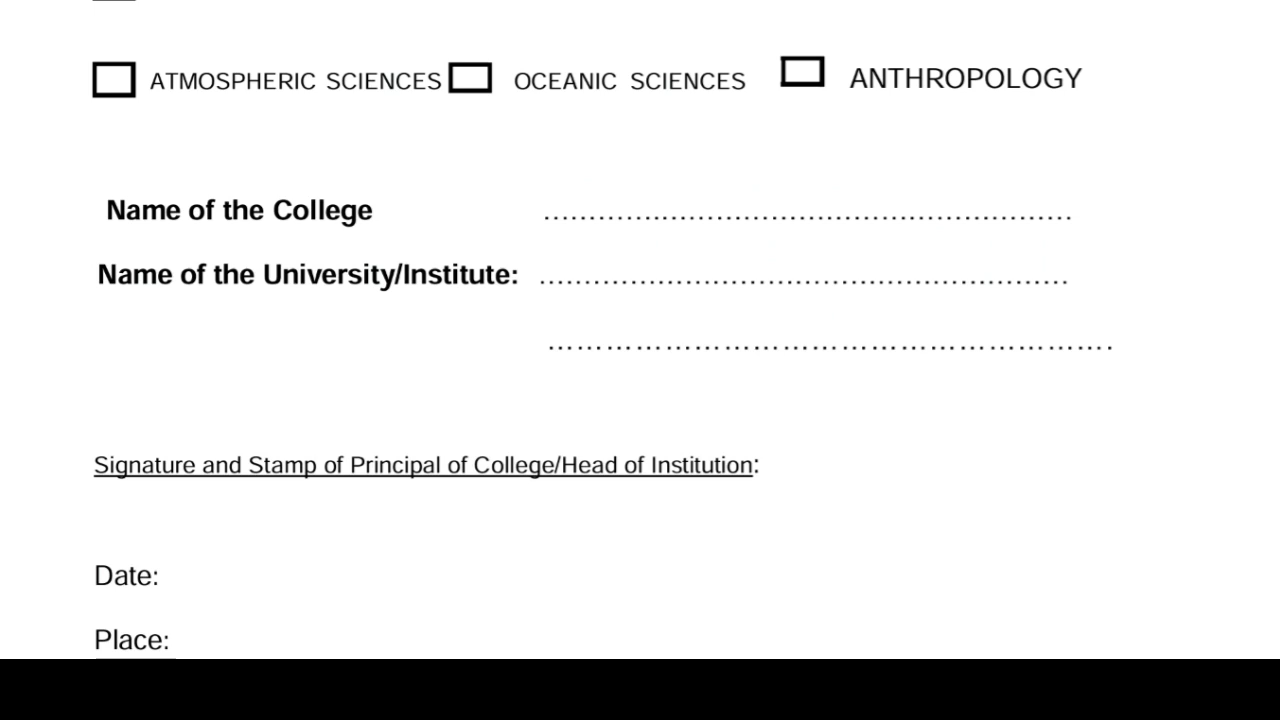 ATMOSPHERIC SCIENCES OCEANIC SCIENCES ANTHROPOLOGY
Name of the College ............................................................
Name of the University/Institute: ............................................................
............................................................
Signature and Stamp of Principal of College/Head of Institution:
Date:
Place: